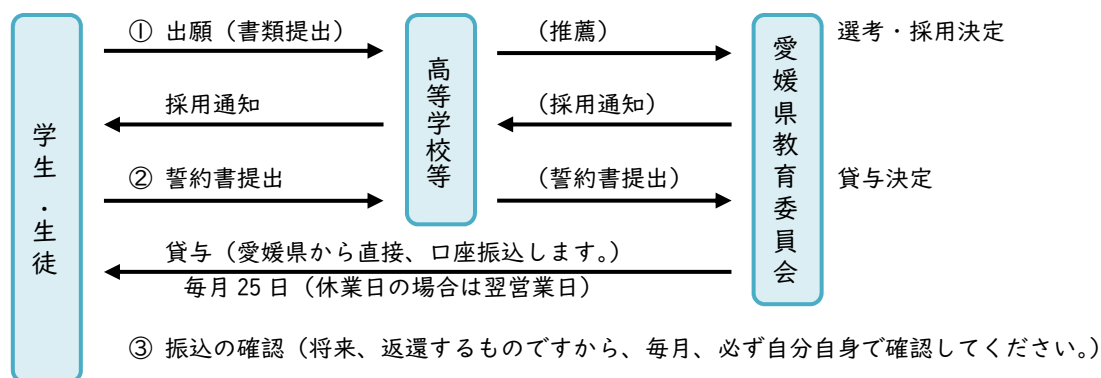 ① 出願（書類提出）
（推薦）
選考・採用決定
採用通知
（採用通知）
② 誓約書提出
（誓約書提出）
貸与決定
貸与（愛媛県から直接、口座振込します。）
毎月 25 日（休業日の場合は翌営業日）
③ 振込の確認（将来、返還するものですから、毎月、必ず自分自身で確認してください。）
学生・生徒
高等学校等
愛媛県教育委員会